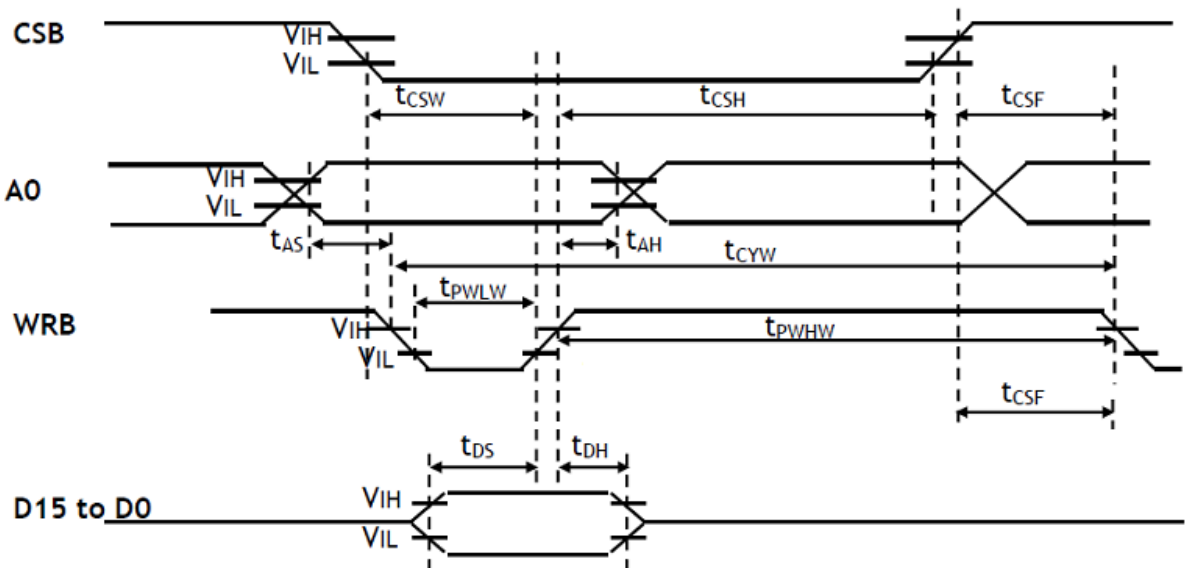 CSB
VIH
VIL
tCSW
tCSH
tCSF
A0
VIH
VIL
tAS
tAH
tCYW
tPWLW
WRB
VIH
VIL
tPWHW
tCSF
tDS
tDH
D15 to D0
VIH
VIL